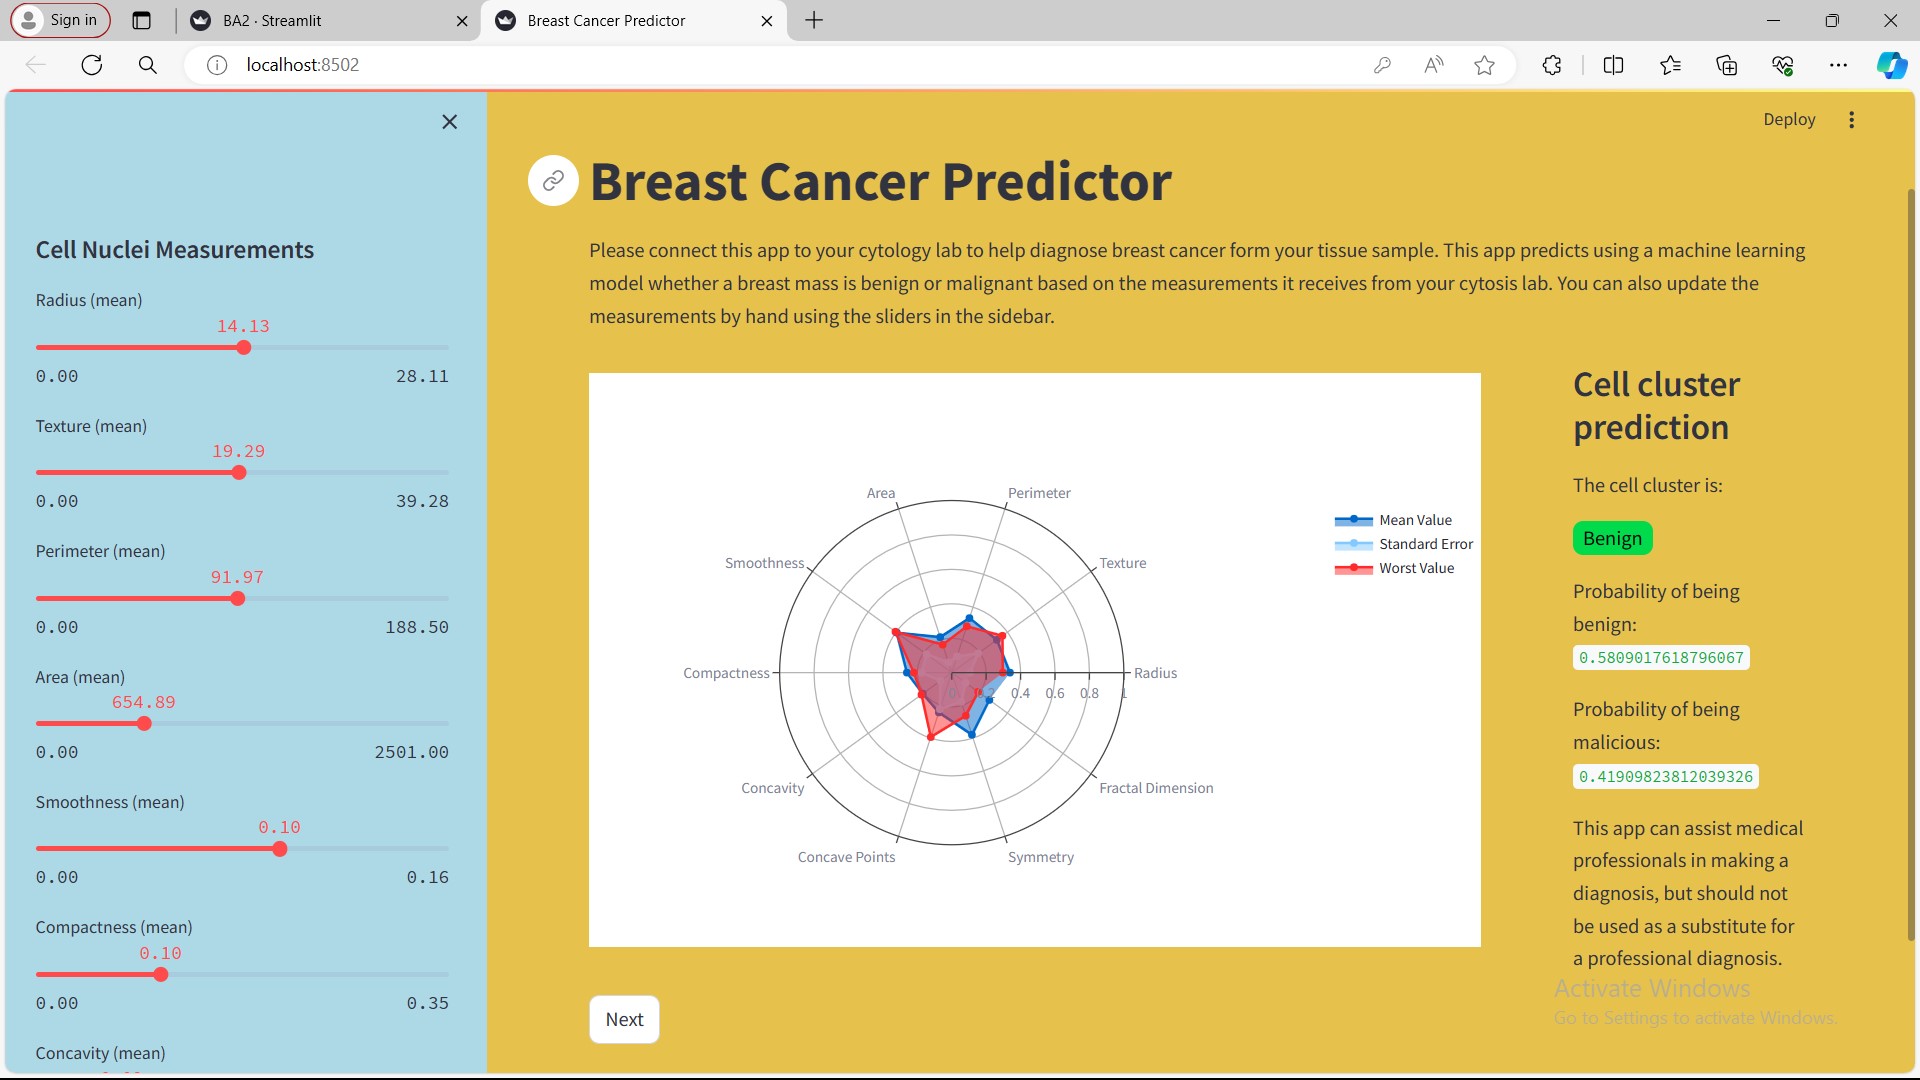 Sign in
BA2 · Streamlit
Breast Cancer Predictor
localhost:8502
Deploy
Cell Nuclei Measurements
Radius (mean)
14.13
0.00 28.11
Texture (mean)
19.29
0.00 39.28
Perimeter (mean)
91.97
0.00 188.50
Area (mean)
654.89
0.00 2501.00
Smoothness (mean)
0.10
0.00 0.16
Compactness (mean)
0.10
0.00 0.35
Concavity (mean)
Breast Cancer Predictor
Please connect this app to your cytology lab to help diagnose breast cancer form your tissue sample. This app predicts using a machine learning
model whether a breast mass is benign or malignant based on the measurements it receives from your cytosis lab. You can also update the
measurements by hand using the sliders in the sidebar.
Area Perimeter
Smoothness Texture
Compactness Radius
0 0.2 0.4 0.6 0.8 1
Concavity Fractal Dimension
Concave Points Symmetry
Mean Value
Standard Error
Worst Value
Next
Cell cluster
prediction
The cell cluster is:
Benign
Probability of being
benign:
0.5809017618796067
Probability of being
malicious:
0.41909823812039326
This app can assist medical
professionals in making a
diagnosis, but should not
be used as a substitute for
a professional diagnosis.
Activate Windows
Go to Settings to activate Windows.